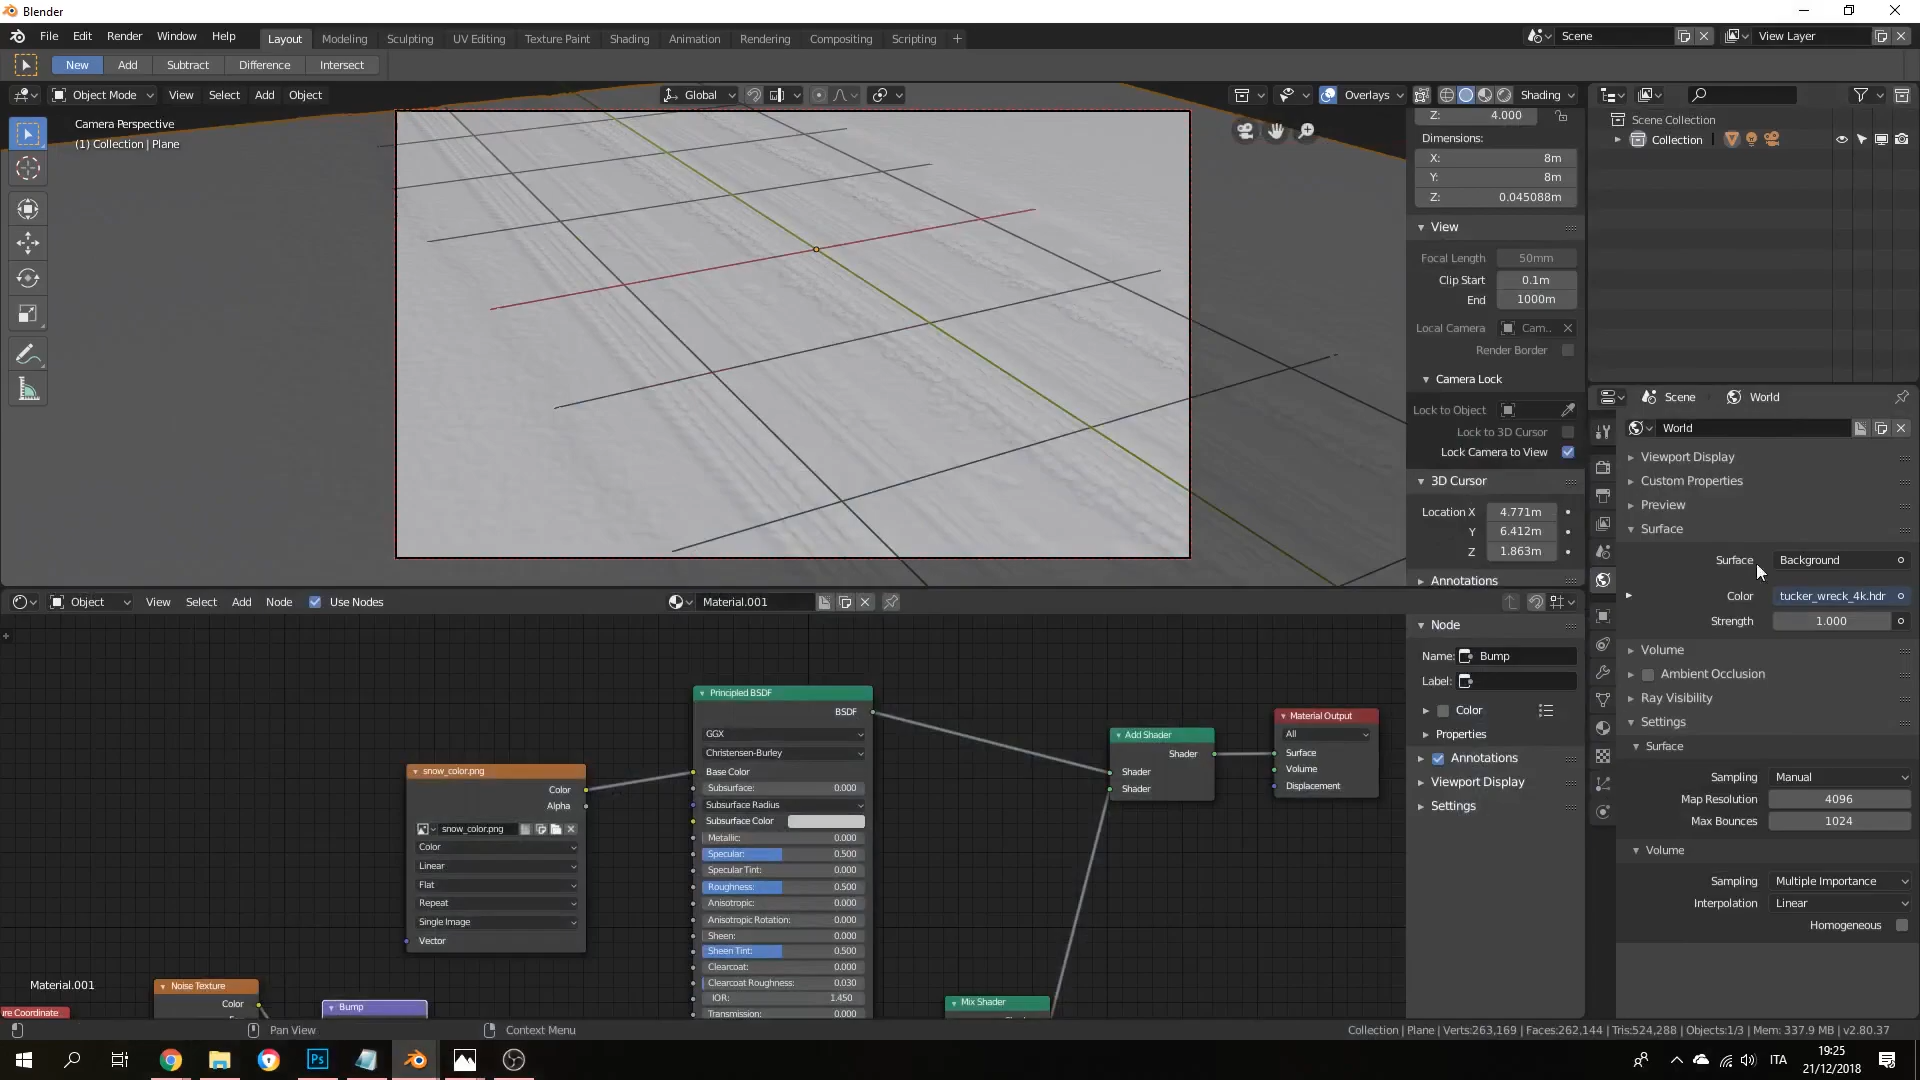 Blender
File Edit Render Window Help
Layout Modeling Sculpting UV Editing Texture Paint Shading Animation Rendering Compositing Scripting +
Scene
View Layer
New Add Subtract Difference Intersect
Object Mode View Select Add Object
Global
Overlays
Shading
Camera Perspective
(1) Collection | Plane
Z: 4.000
Dimensions:
X: 8m
Y: 8m
Z: 0.045088m
View
Focal Length 50mm
Clip Start 0.1m
End 1000m
Local Camera Cam..
Render Border
Camera Lock
Lock to Object
Lock to 3D Cursor
Lock Camera to View
3D Cursor
Location X 4.771m
Y 6.412m
Z 1.863m
Annotations
Scene Collection
Collection
Scene World
World
Viewport Display
Custom Properties
Preview
Surface
Surface Background
Color tucker_wreck_4k.hdr
Strength 1.000
Volume
Ambient Occlusion
Ray Visibility
Settings
Surface
Sampling Manual
Map Resolution 4096
Max Bounces 1024
Volume
Sampling Multiple Importance
Interpolation Linear
Homogeneous
Object View Select Add Node Use Nodes
Material.001
Node
Name: Bump
Label:
Color
Properties
Annotations
Viewport Display
Settings
Principled BSDF
BSDF
GGX
Christensen-Burley
Base Color
Subsurface: 0.000
Subsurface Radius
Subsurface Color
Metallic: 0.000
Specular: 0.500
Specular Tint: 0.000
Roughness: 0.500
Anisotropic: 0.000
Anisotropic Rotation: 0.000
Sheen: 0.000
Sheen Tint: 0.500
Clearcoat: 0.000
Clearcoat Roughness: 0.030
IOR: 1.450
Transmission: 0.000
snow_color.png
Color
Alpha
snow_color.png
Color
Linear
Flat
Repeat
Single Image
Vector
Add Shader
Shader
Shader
Shader
Material Output
All
Surface
Volume
Displacement
Mix Shader
Noise Texture
Color
Bump
Material.001
ure Coordinate
Pan View
Context Menu
Collection | Plane | Verts:263,169 | Faces:262,144 | Tris:524,288 | Objects:1/3 | Mem: 337.9 MB | v2.80.37
Ps
ITA
19:25
21/12/2018